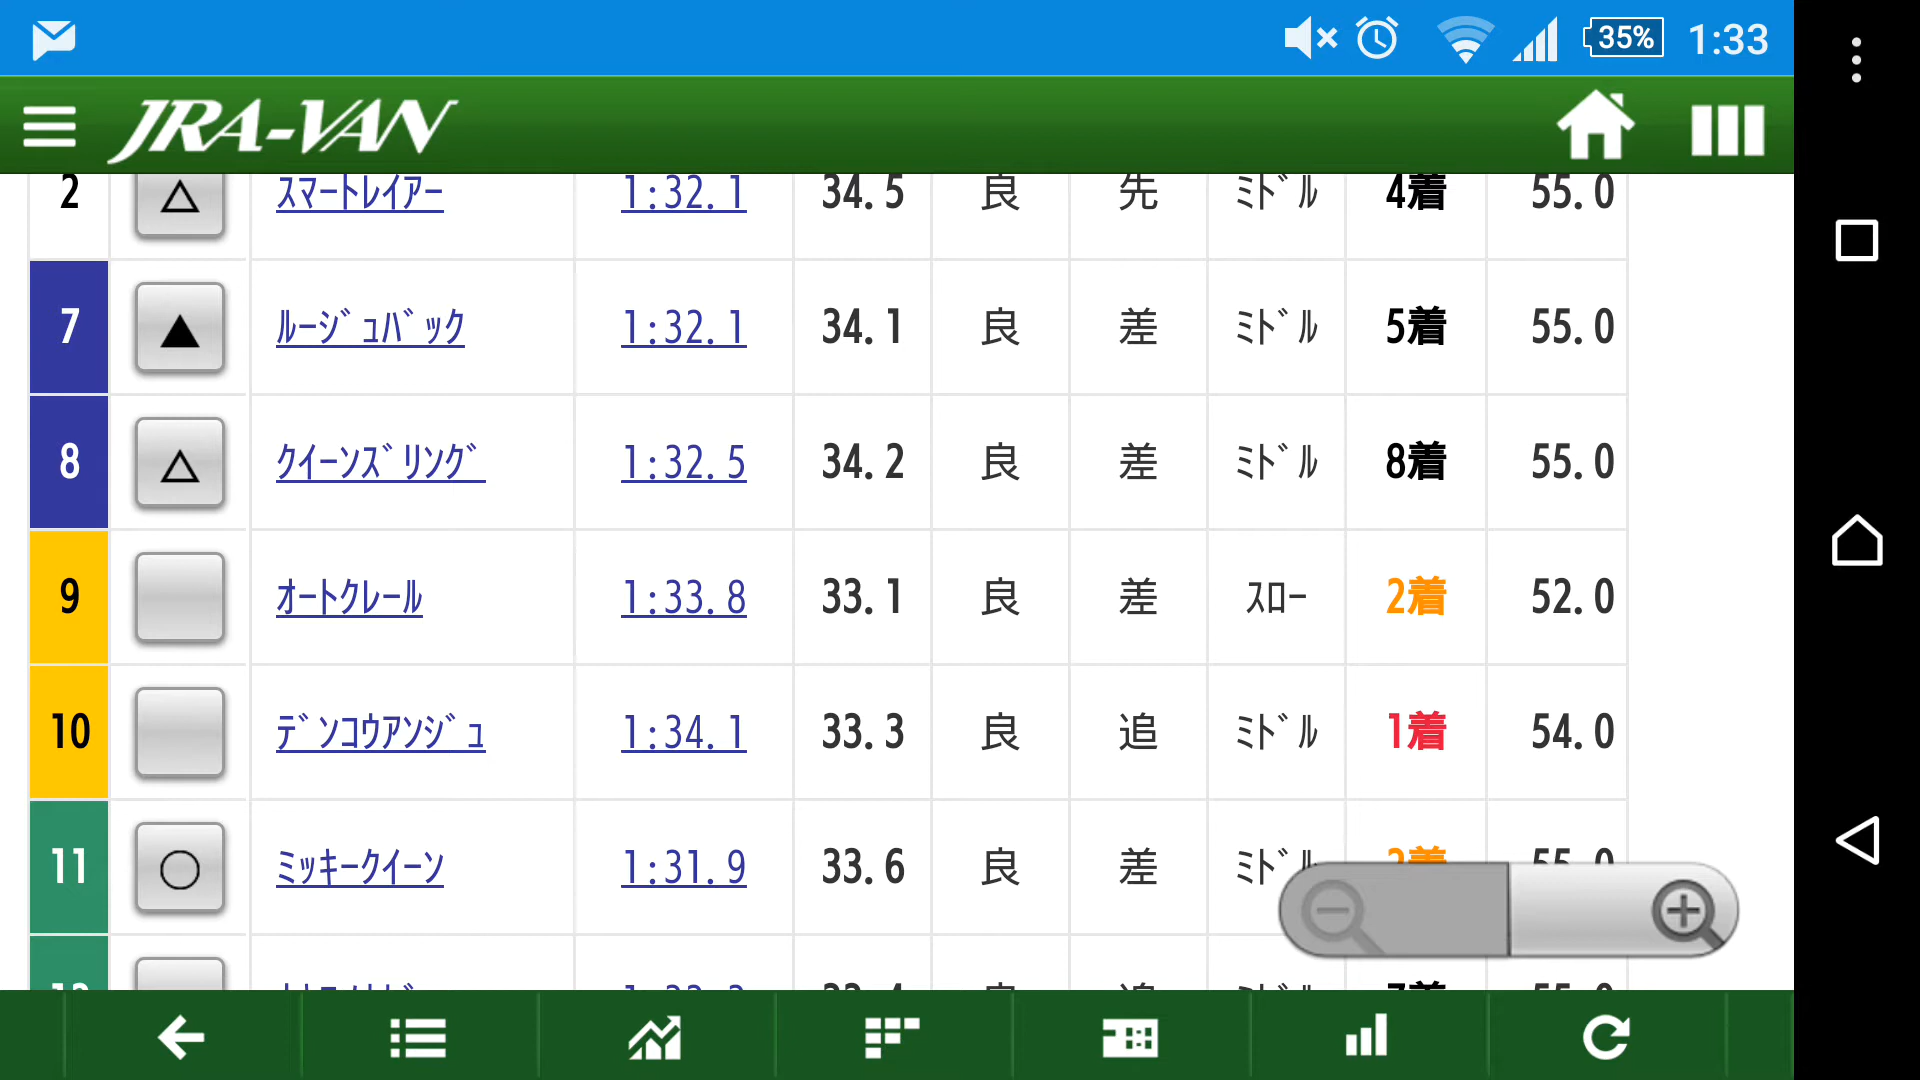 35% 1:33
JRA-VAN
2 △ ｽﾏｰﾄﾚｲｱｰ 1:32.1 34.5 良 先 ﾐﾄﾞﾙ 4着 55.0
7 ▲ ﾙｰｼﾞｭﾊﾞｯｸ 1:32.1 34.1 良 差 ﾐﾄﾞﾙ 5着 55.0
8 △ ｸｲｰﾝｽﾞﾘﾝｸﾞ 1:32.5 34.2 良 差 ﾐﾄﾞﾙ 8着 55.0
9 ｵｰﾄｸﾚｰﾙ 1:33.8 33.1 良 差 ｽﾛｰ 2着 52.0
10 ﾃﾞﾝｺｳｱﾝｼﾞｭ 1:34.1 33.3 良 追 ﾐﾄﾞﾙ 1着 54.0
11 ○ ﾐｯｷｰｸｲｰﾝ 1:31.9 33.6 良 差 ﾐﾄﾞﾙ 2着 55.0